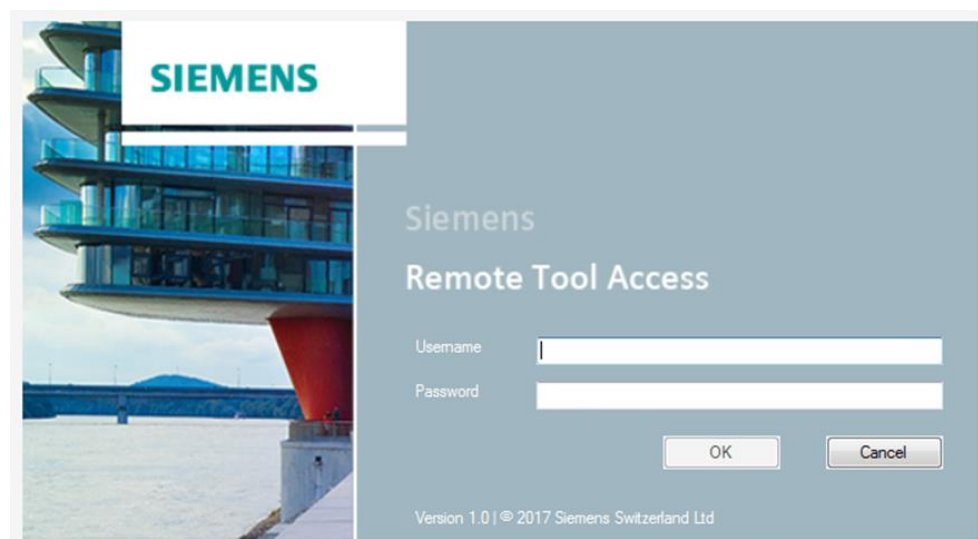 SIEMENS
Siemens
Remote Tool Access
Username
Password
OK
Cancel
Version 1.0 | © 2017 Siemens Switzerland Ltd